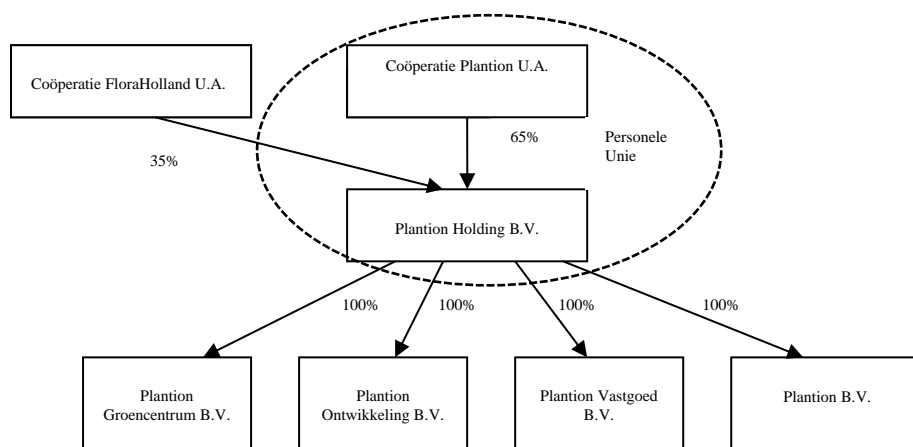 Coöperatie FloraHolland U.A.
Coöperatie Plantion U.A.
35%
65%
Personele
Unie
Plantion Holding B.V.
100%
100%
100%
100%
Plantion
Groencentrum B.V.
Plantion
Ontwikkeling B.V.
Plantion Vastgoed
B.V.
Plantion B.V.